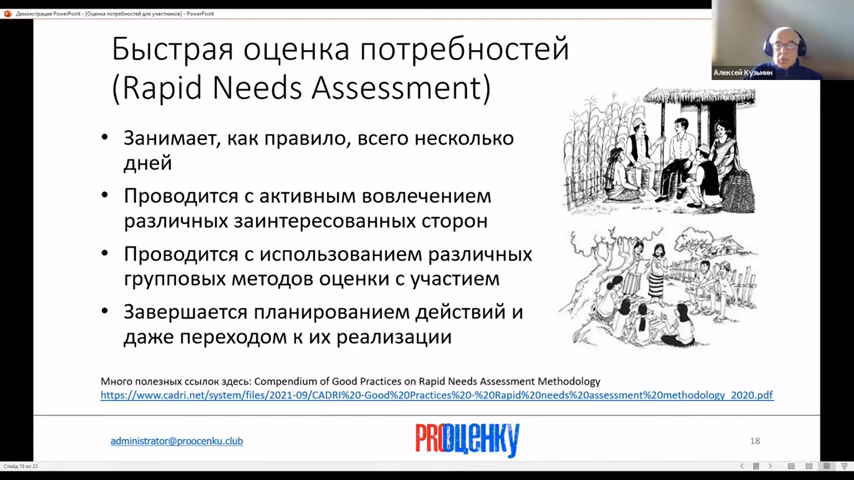 Демонстрация PowerPoint - [Оценка потребностей для участников] - PowerPoint
Алексей Кузьмин
Быстрая оценка потребностей
(Rapid Needs Assessment)
• Занимает, как правило, всего несколько
дней
• Проводится с активным вовлечением
различных заинтересованных сторон
• Проводится с использованием различных
групповых методов оценки с участием
• Завершается планированием действий и
даже переходом к их реализации
Много полезных ссылок здесь: Compendium of Good Practices on Rapid Needs Assessment Methodology
https://www.cadri.net/system/files/2021-09/CADRI%20-Good%20Practices%20-%20Rapid%20needs%20assessment%20methodology_2020.pdf
administrator@proocenku.club
PROОЦЕНКУ
18
Слайд 18 из 23